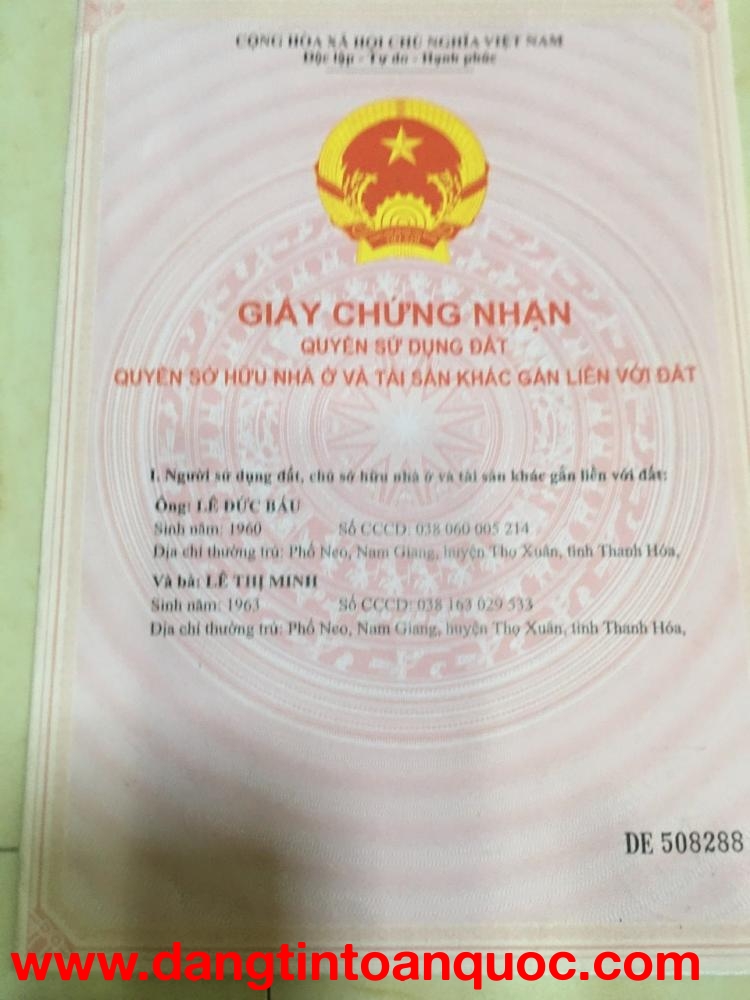 CỘNG HÒA XÃ HỘI CHỦ NGHĨA VIỆT NAM
Độc lập - Tự do - Hạnh phúc
GIẤY CHỨNG NHẬN
QUYỀN SỬ DỤNG ĐẤT
QUYỀN SỞ HỮU NHÀ Ở VÀ TÀI SẢN KHÁC GẮN LIỀN VỚI ĐẤT
I. Người sử dụng đất, chủ sở hữu nhà ở và tài sản khác gắn liền với đất:
Ông: LÊ ĐỨC BÁU
Sinh năm: 1960 Số CCCD: 038 060 005 214
Địa chỉ thường trú: Phố Neo, Nam Giang, huyện Thọ Xuân, tỉnh Thanh Hóa,
Và bà: LÊ THỊ MINH
Sinh năm: 1963 Số CCCD: 038 163 029 533
Địa chỉ thường trú: Phố Neo, Nam Giang, huyện Thọ Xuân, tỉnh Thanh Hóa,
DE 508288
www.dangtintoanquoc.com